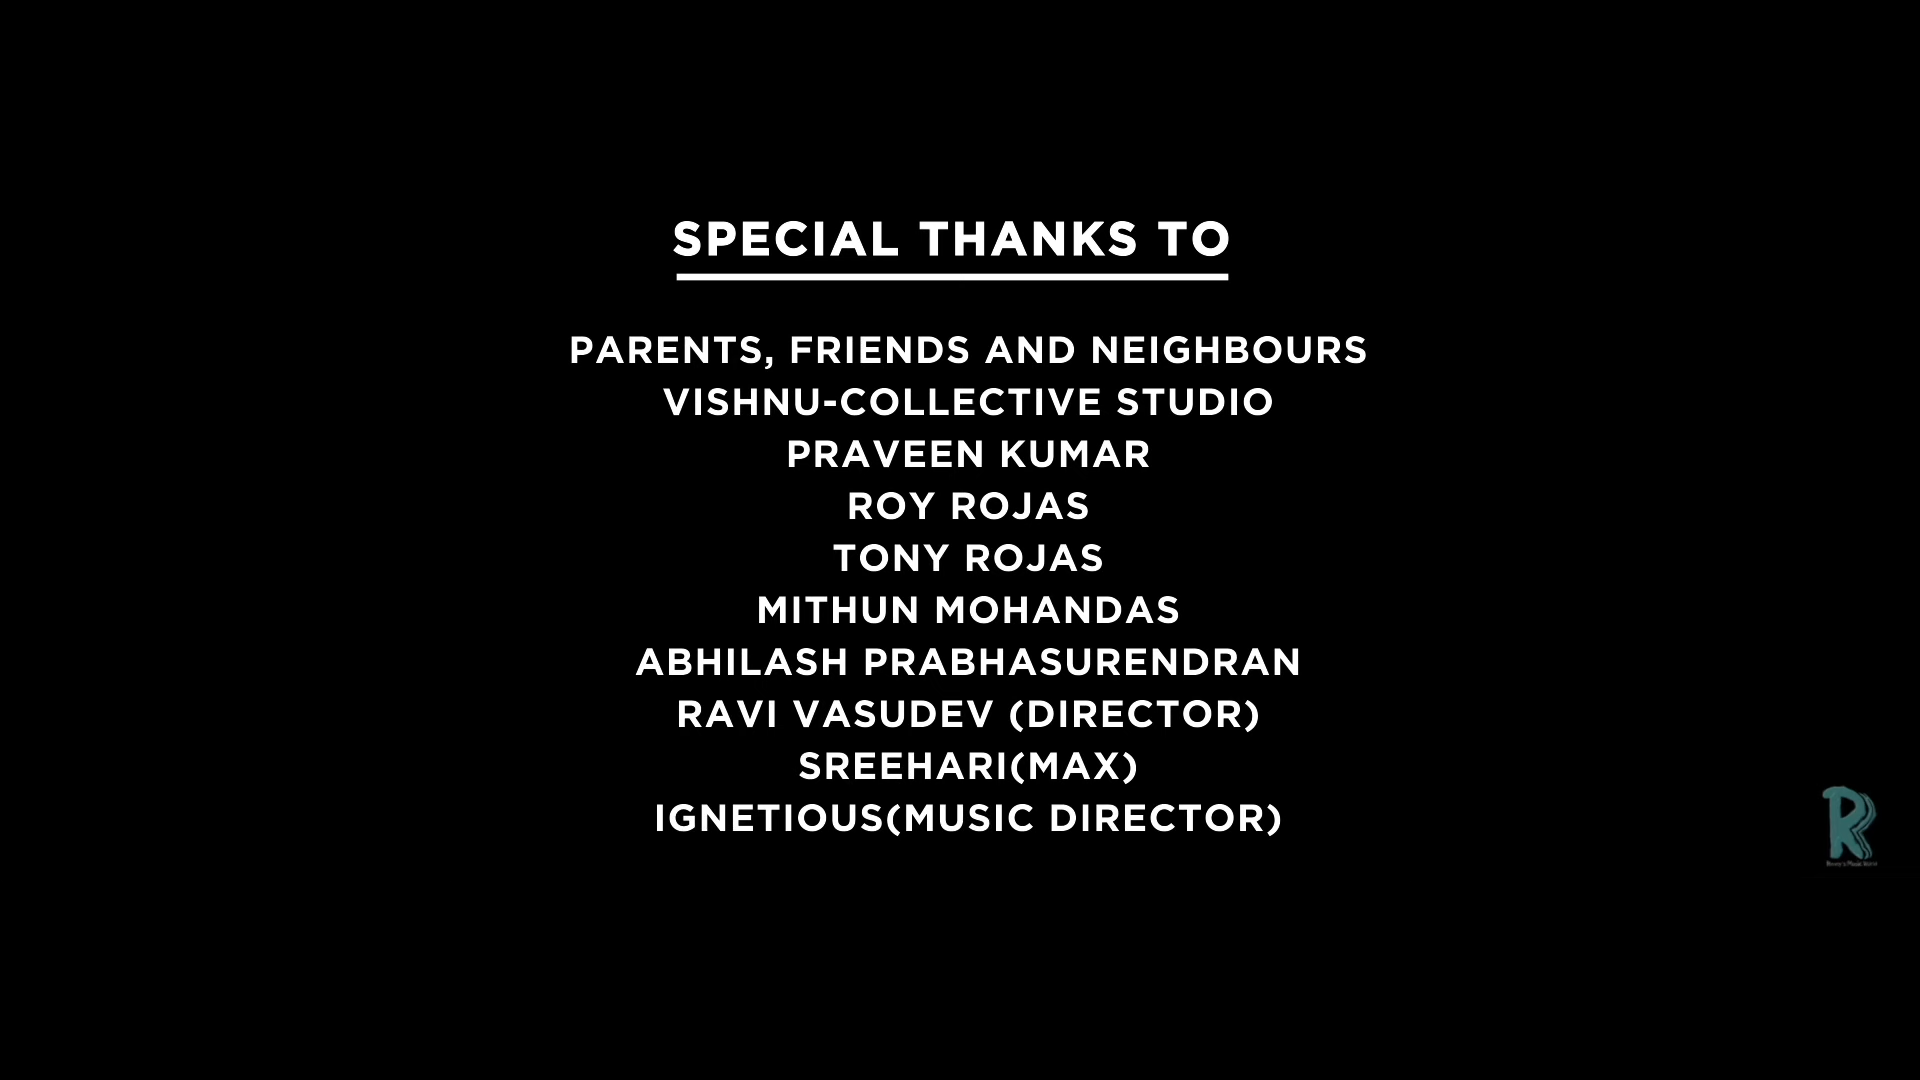 SPECIAL THANKS TO
PARENTS, FRIENDS AND NEIGHBOURS
VISHNU-COLLECTIVE STUDIO
PRAVEEN KUMAR
ROY ROJAS
TONY ROJAS
MITHUN MOHANDAS
ABHILASH PRABHASURENDRAN
RAVI VASUDEV (DIRECTOR)
SREEHARI(MAX)
IGNETIOUS(MUSIC DIRECTOR)
R